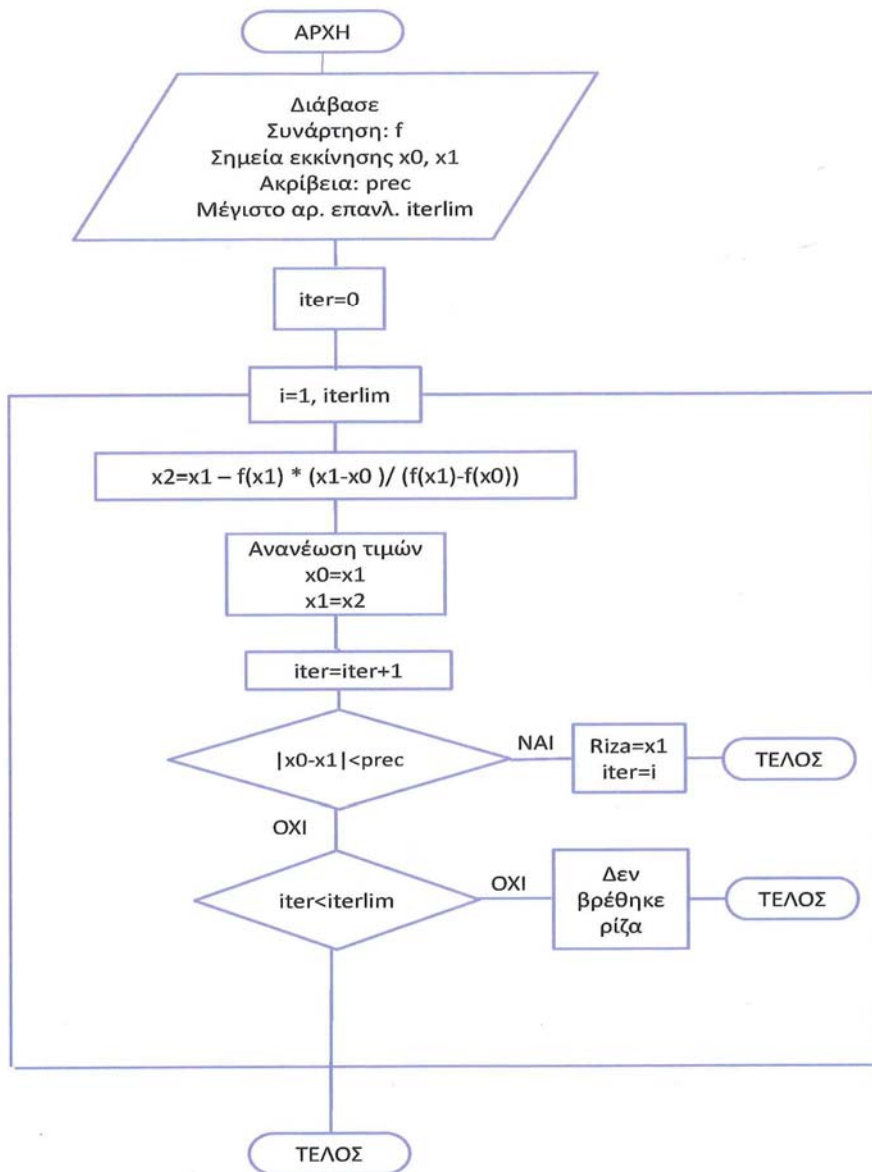 ΑΡΧΗ
Διάβασε
Συνάρτηση: f
Σημεία εκκίνησης x0, x1
Ακρίβεια: prec
Μέγιστο αρ. επανλ. iterlim
iter=0
i=1, iterlim
x2=x1 – f(x1) * (x1-x0 )/ (f(x1)-f(x0))
Ανανέωση τιμών
x0=x1
x1=x2
iter=iter+1
|x0-x1|<prec
ΝΑΙ
Riza=x1
iter=i
ΤΕΛΟΣ
ΟΧΙ
iter<iterlim
ΟΧΙ
Δεν
βρέθηκε
ρίζα
ΤΕΛΟΣ
ΤΕΛΟΣ